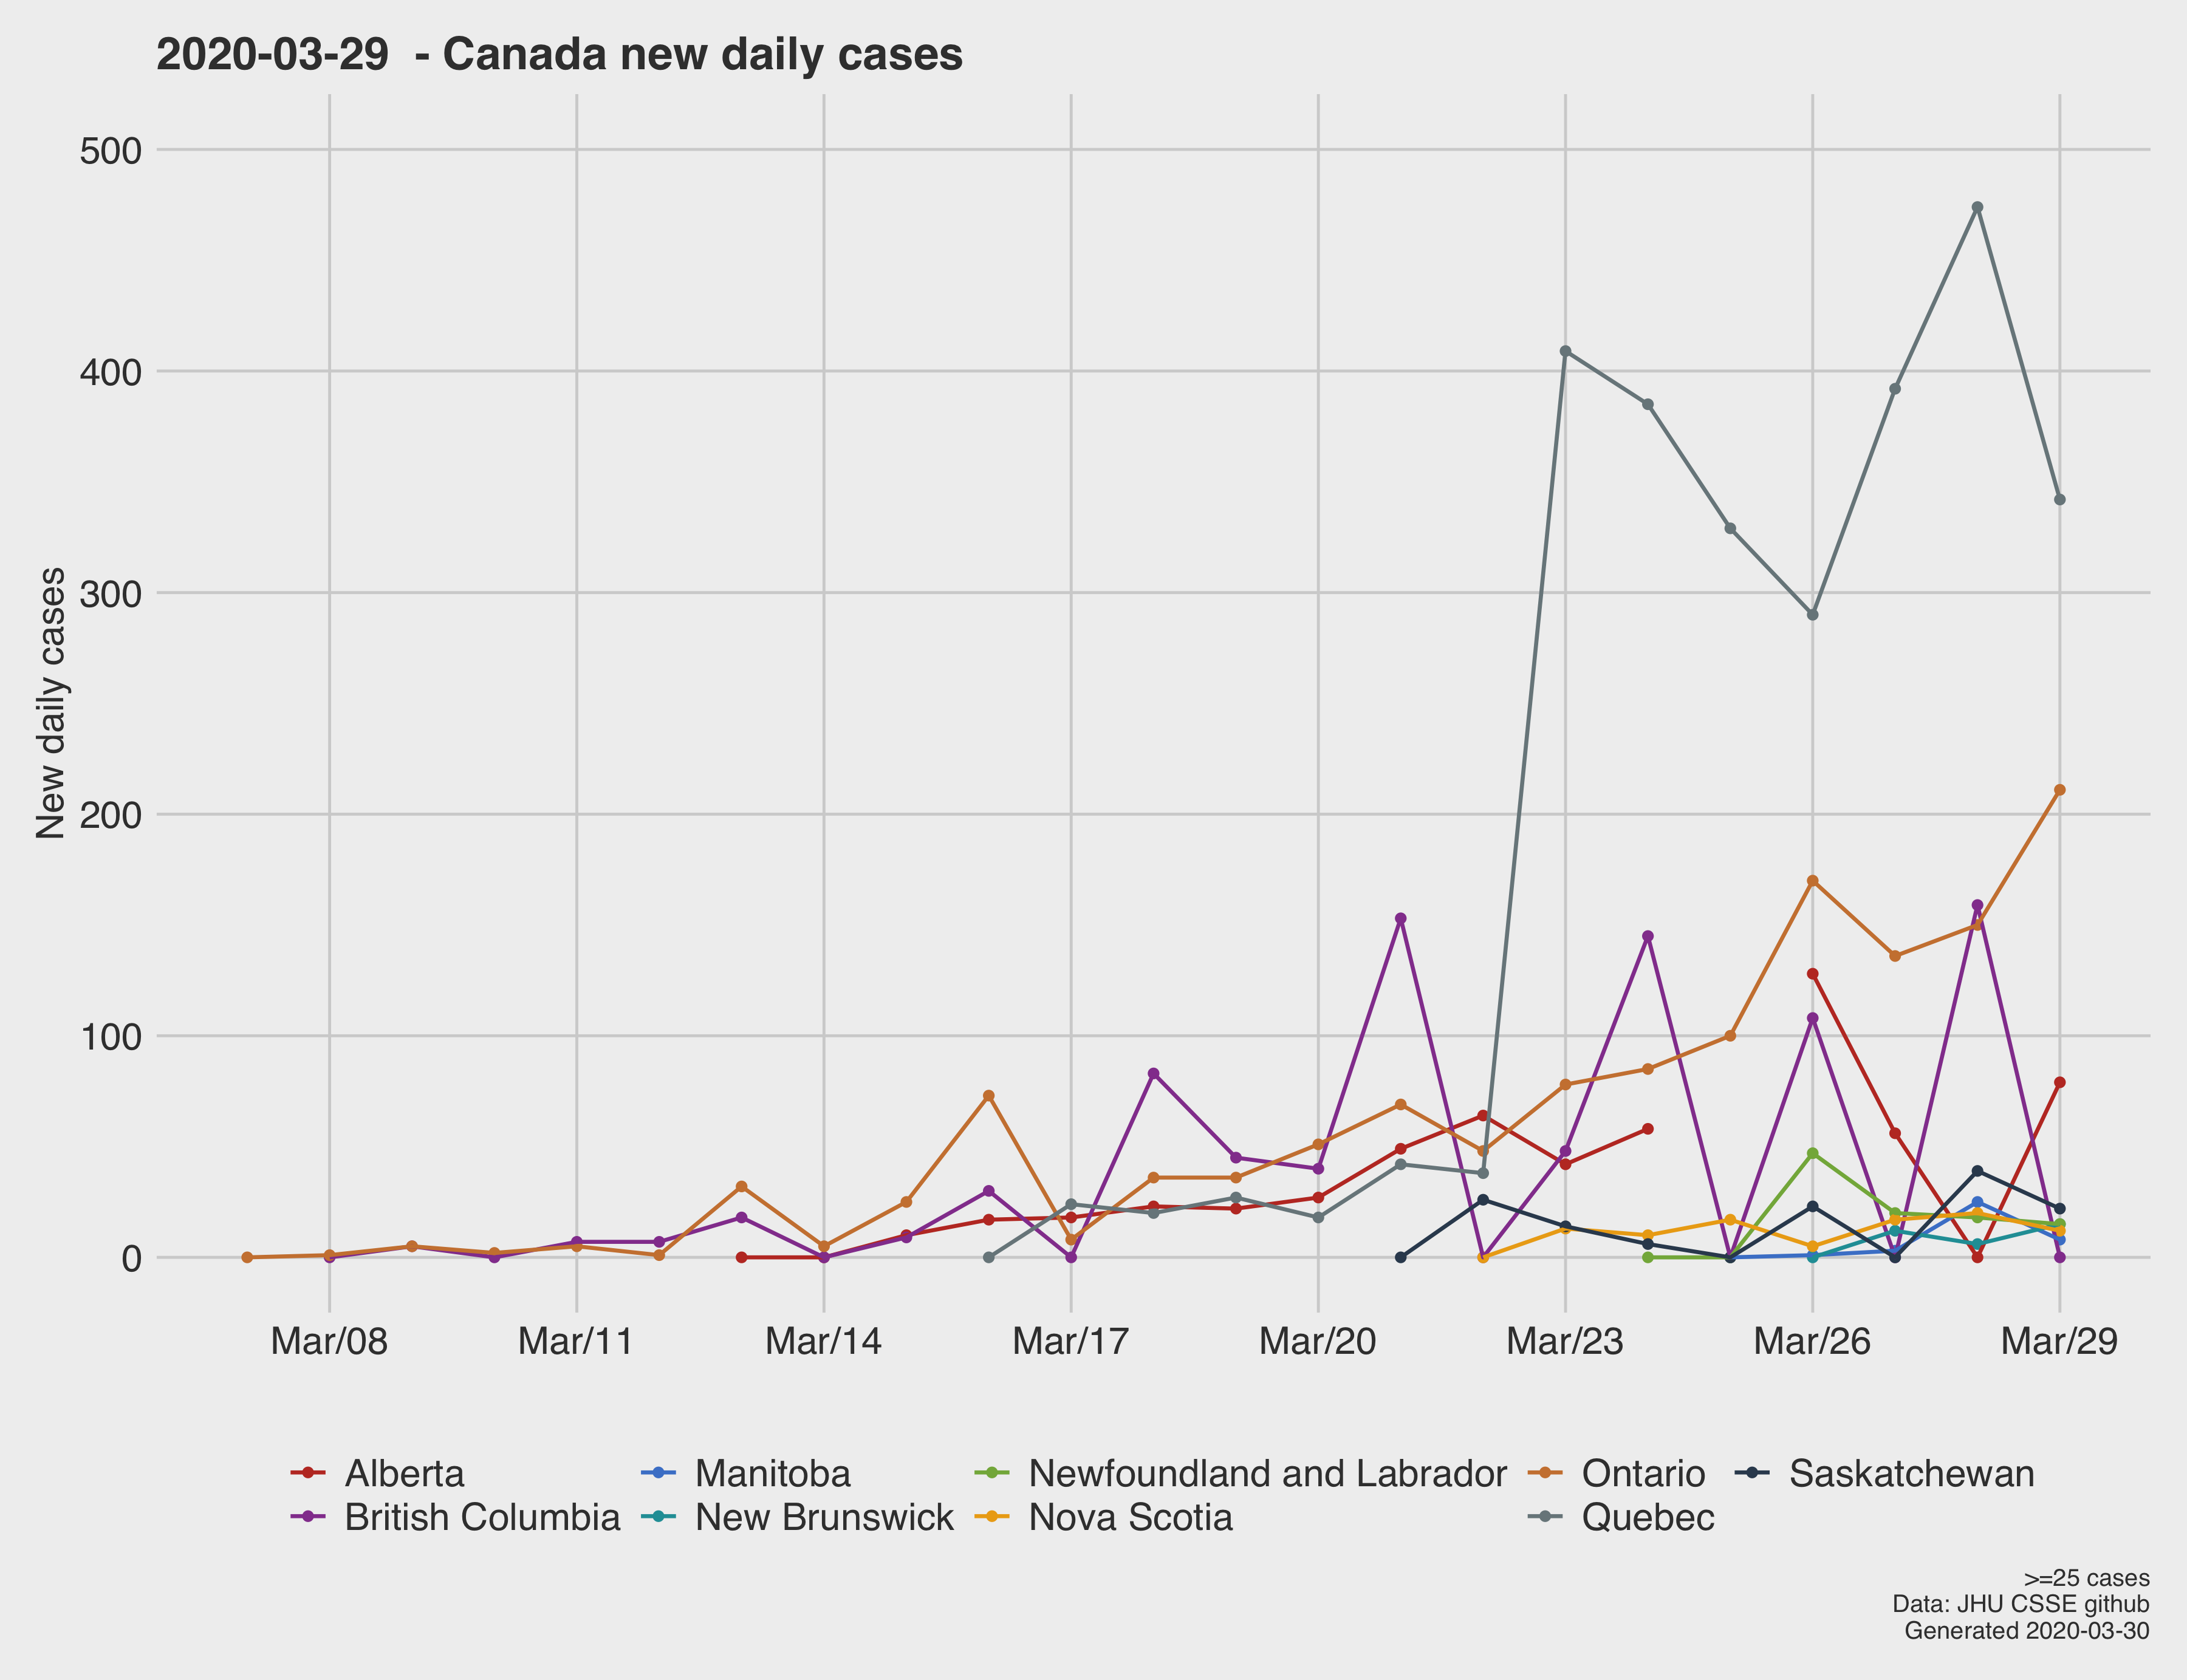 2020-03-29  - Canada new daily cases
New daily cases
500
400
300
200
100
0
Mar/08 Mar/11 Mar/14 Mar/17 Mar/20 Mar/23 Mar/26 Mar/29
Alberta Manitoba Newfoundland and Labrador Ontario Saskatchewan
British Columbia New Brunswick Nova Scotia Quebec
>=25 cases
Data: JHU CSSE github
Generated 2020-03-30